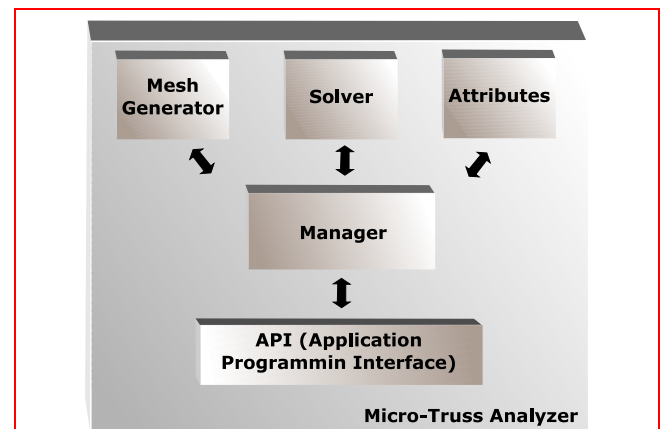 Mesh
Generator
Solver
Attributes
Manager
API (Application
Programmin Interface)
Micro-Truss Analyzer